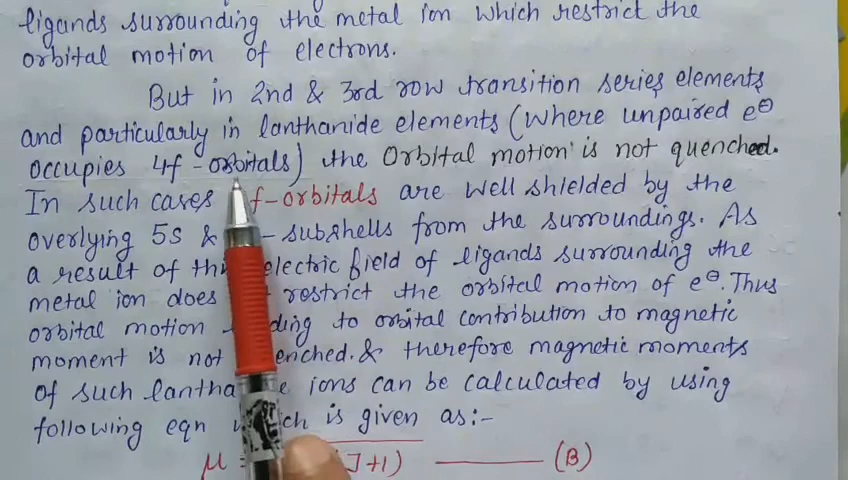 ligands surrounding the metal ion which restrict the
orbital motion of electrons.
But in 2nd & 3rd row transition series elements
and particularly in lanthanide elements (where unpaired e⊖
occupies 4f-orbitals) the Orbital motion is not quenched.
In such cases f-orbitals are well shielded by the
overlying 5s & -subshells from the surroundings. As
a result of electric field of ligands surrounding the
metal ion does restrict the orbital motion of e⊖. Thus
orbital motion to orbital contribution to magnetic
moment is not & therefore magnetic moments
of such ions can be calculated by using
following eqn is given as:-
μ J+1) (B)